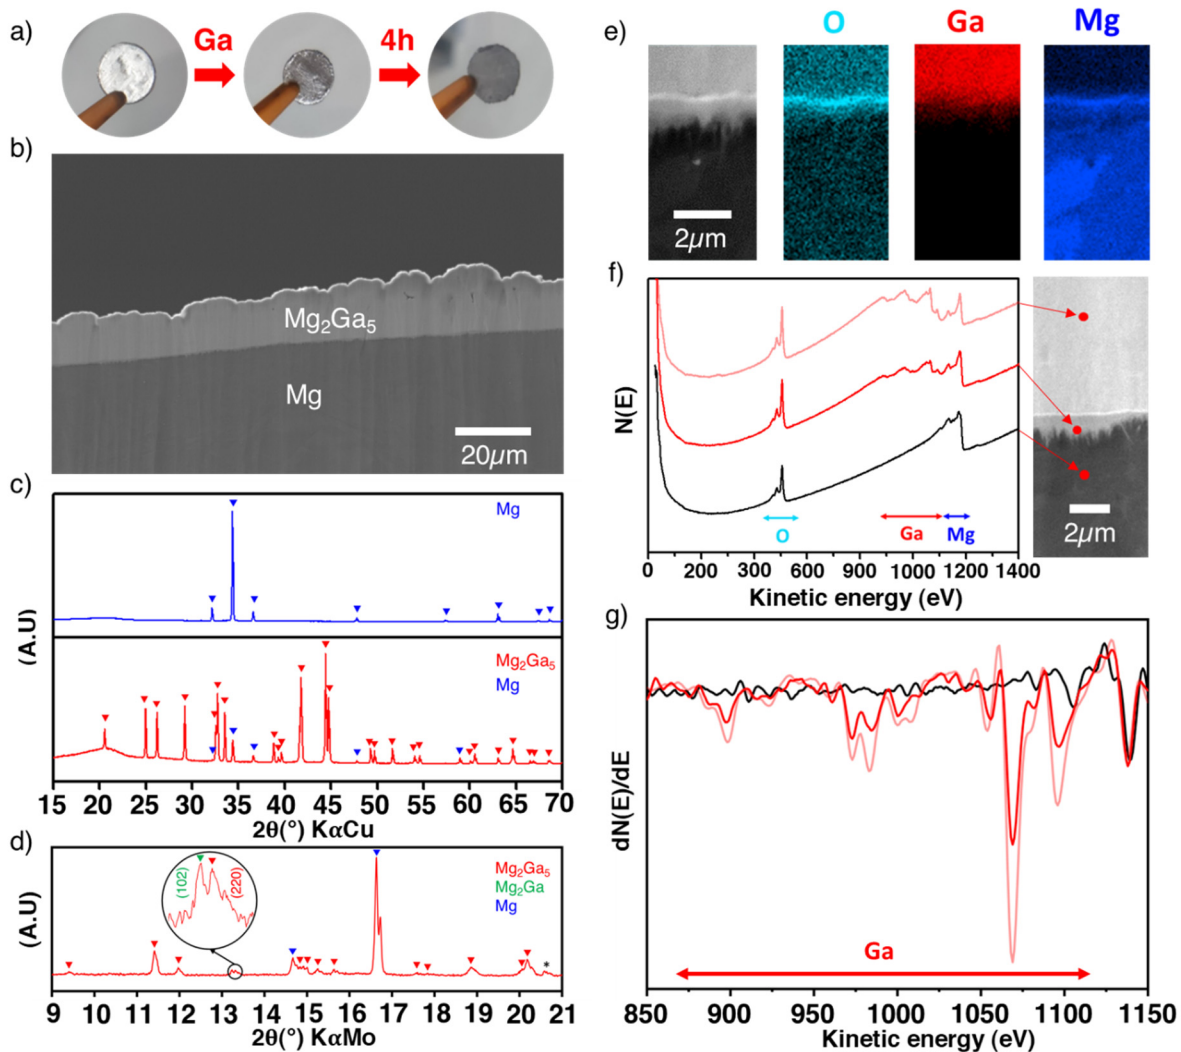 a)
Ga
4h
b)
Mg₂Ga₅
Mg
20μm
c)
Mg
Mg₂Ga₅
Mg
(A.U)
15 20 25 30 35 40 45 50 55 60 65 70
2θ(°) KαCu
d)
(102)
(220)
Mg₂Ga₅
Mg₂Ga
Mg
*
(A.U)
9 10 11 12 13 14 15 16 17 18 19 20 21
2θ(°) KαMo
e)
O
Ga
Mg
2μm
f)
N(E)
O
Ga
Mg
0 200 400 600 900 1000 1200 1400
Kinetic energy (eV)
2μm
g)
dN(E)/dE
Ga
850 900 950 1000 1050 1100 1150
Kinetic energy (eV)